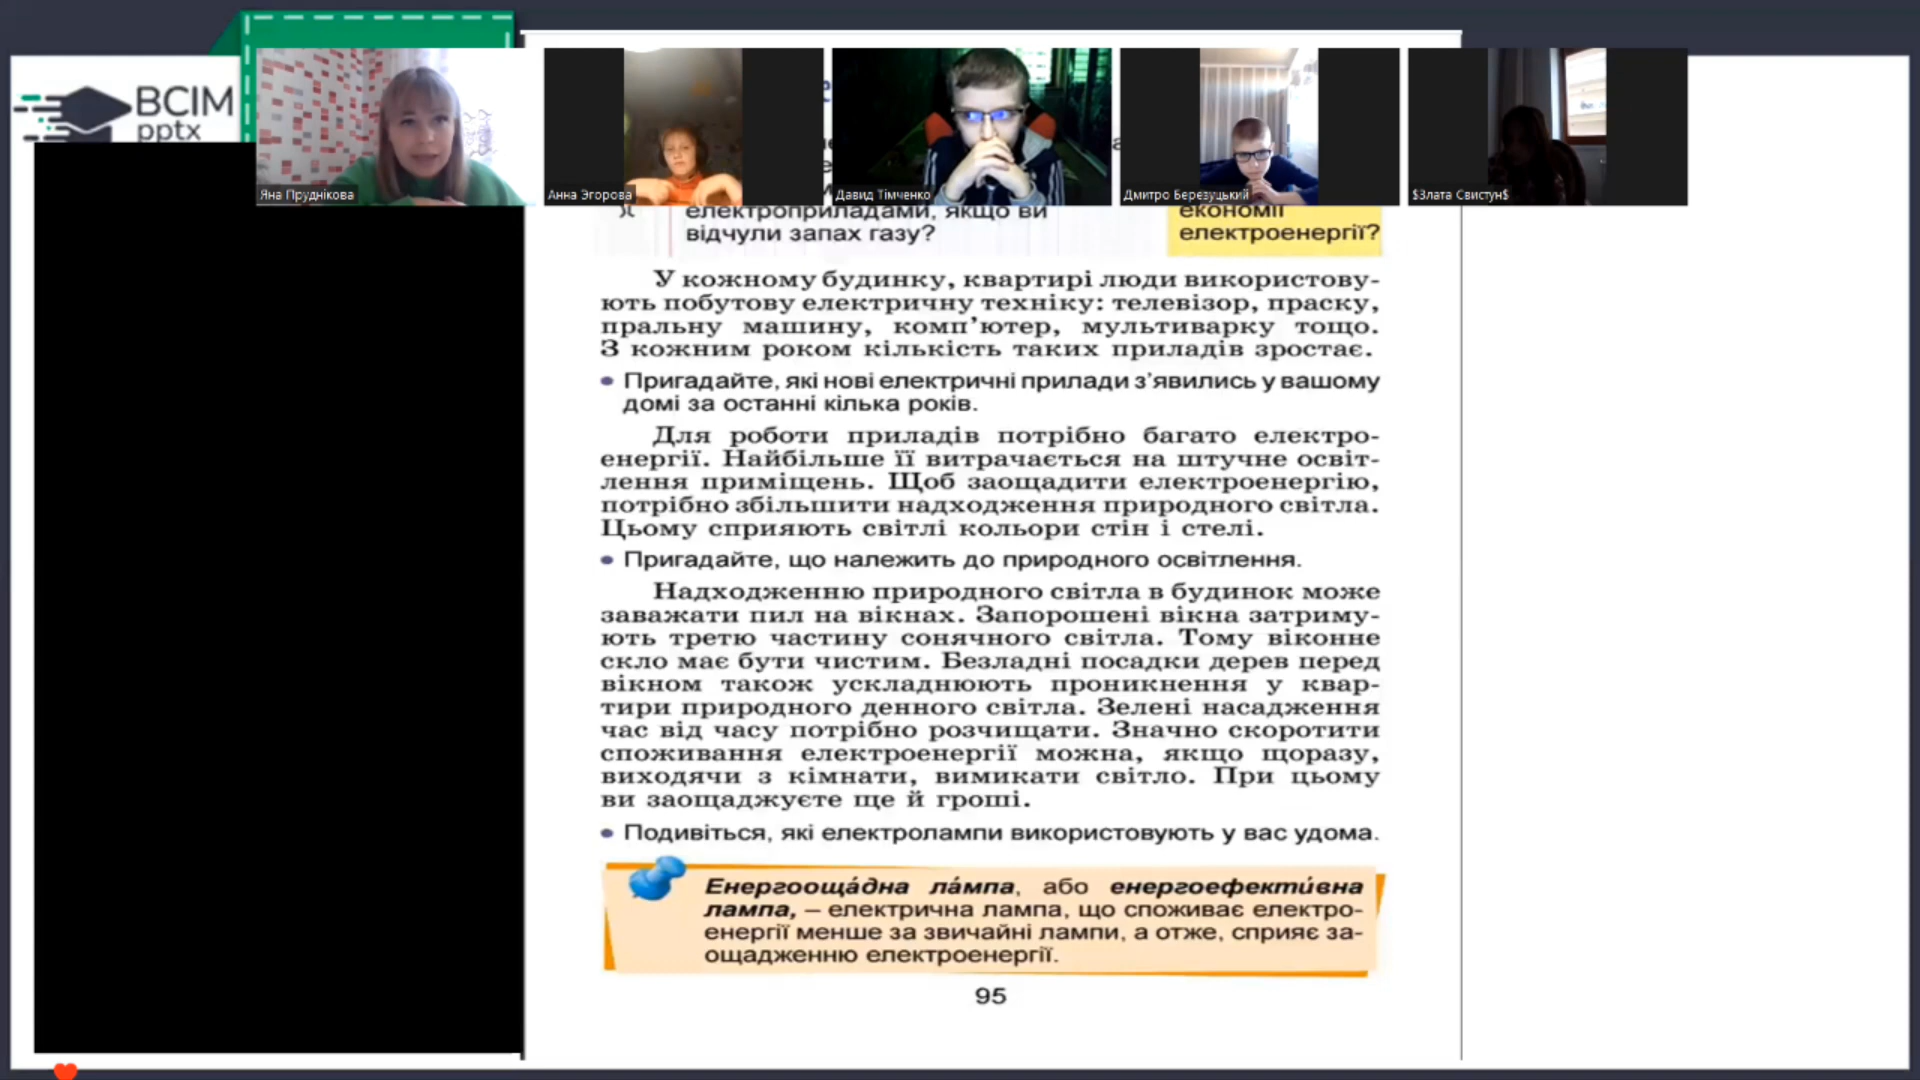 BCIM
pptx
Яна Пруднікова
Анна Эгорова
Давид Тімченко
Дмитро Березуцький
$Злата Свистун$
електроприладами, якщо ви
відчули запах газу?
економії
електроенергії?
У кожному будинку, квартирі люди використову-
ють побутову електричну техніку: телевізор, праску,
пральну машину, комп’ютер, мультиварку тощо.
З кожним роком кількість таких приладів зростає.
• Пригадайте, які нові електричні прилади з’явились у вашому
домі за останні кілька років.
Для роботи приладів потрібно багато електро-
енергії. Найбільше її витрачається на штучне освіт-
лення приміщень. Щоб заощадити електроенергію,
потрібно збільшити надходження природного світла.
Цьому сприяють світлі кольори стін і стелі.
• Пригадайте, що належить до природного освітлення.
Надходженню природного світла в будинок може
заважати пил на вікнах. Запорошені вікна затриму-
ють третю частину сонячного світла. Тому віконне
скло має бути чистим. Безладні посадки дерев перед
вікном також ускладнюють проникнення у квар-
тири природного денного світла. Зелені насадження
час від часу потрібно розчищати. Значно скоротити
споживання електроенергії можна, якщо щоразу,
виходячи з кімнати, вимикати світло. При цьому
ви заощаджуєте ще й гроші.
• Подивіться, які електролампи використовують у вас удома.
Енергооща́дна ла́мпа, або енергоефекти́вна
лампа, – електрична лампа, що споживає електро-
енергії менше за звичайні лампи, а отже, сприяє за-
ощадженню електроенергії.
95